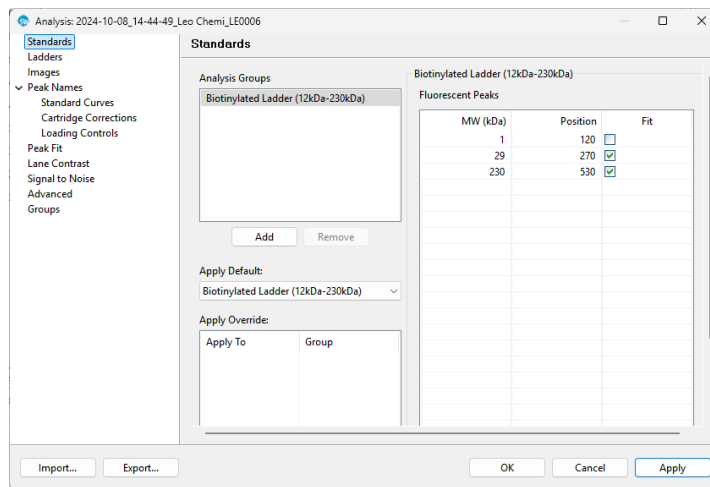 Analysis: 2024-10-08_14-44-49_Leo Chemi_LE0006
Standards
Ladders
Images
Peak Names
Standard Curves
Cartridge Corrections
Loading Controls
Peak Fit
Lane Contrast
Signal to Noise
Advanced
Groups
Standards
Analysis Groups
Biotinylated Ladder (12kDa-230kDa)
Add Remove
Apply Default:
Biotinylated Ladder (12kDa-230kDa)
Apply Override:
Apply To Group
Biotinylated Ladder (12kDa-230kDa)
Fluorescent Peaks
MW (kDa) Position Fit
1 120
29 270
230 530
Import... Export... OK Cancel Apply